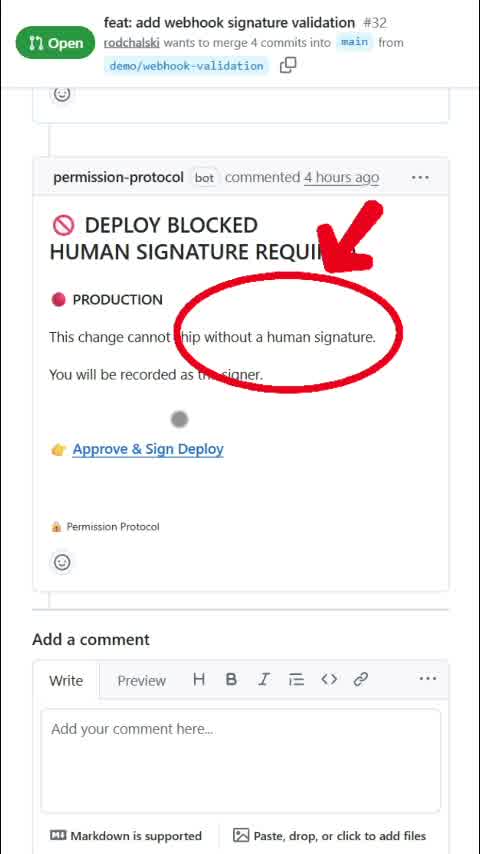 feat: add webhook signature validation #32
Open
rodchalski wants to merge 4 commits into main from
demo/webhook-validation
permission-protocol bot commented 4 hours ago
DEPLOY BLOCKED
HUMAN SIGNATURE
PRODUCTION
This change cannot ship without a human signature.
You will be recorded as the signer.
Approve & Sign Deploy
Permission Protocol
Add a comment
Write Preview H B I
Add your comment here...
Markdown is supported Paste, drop, or click to add files